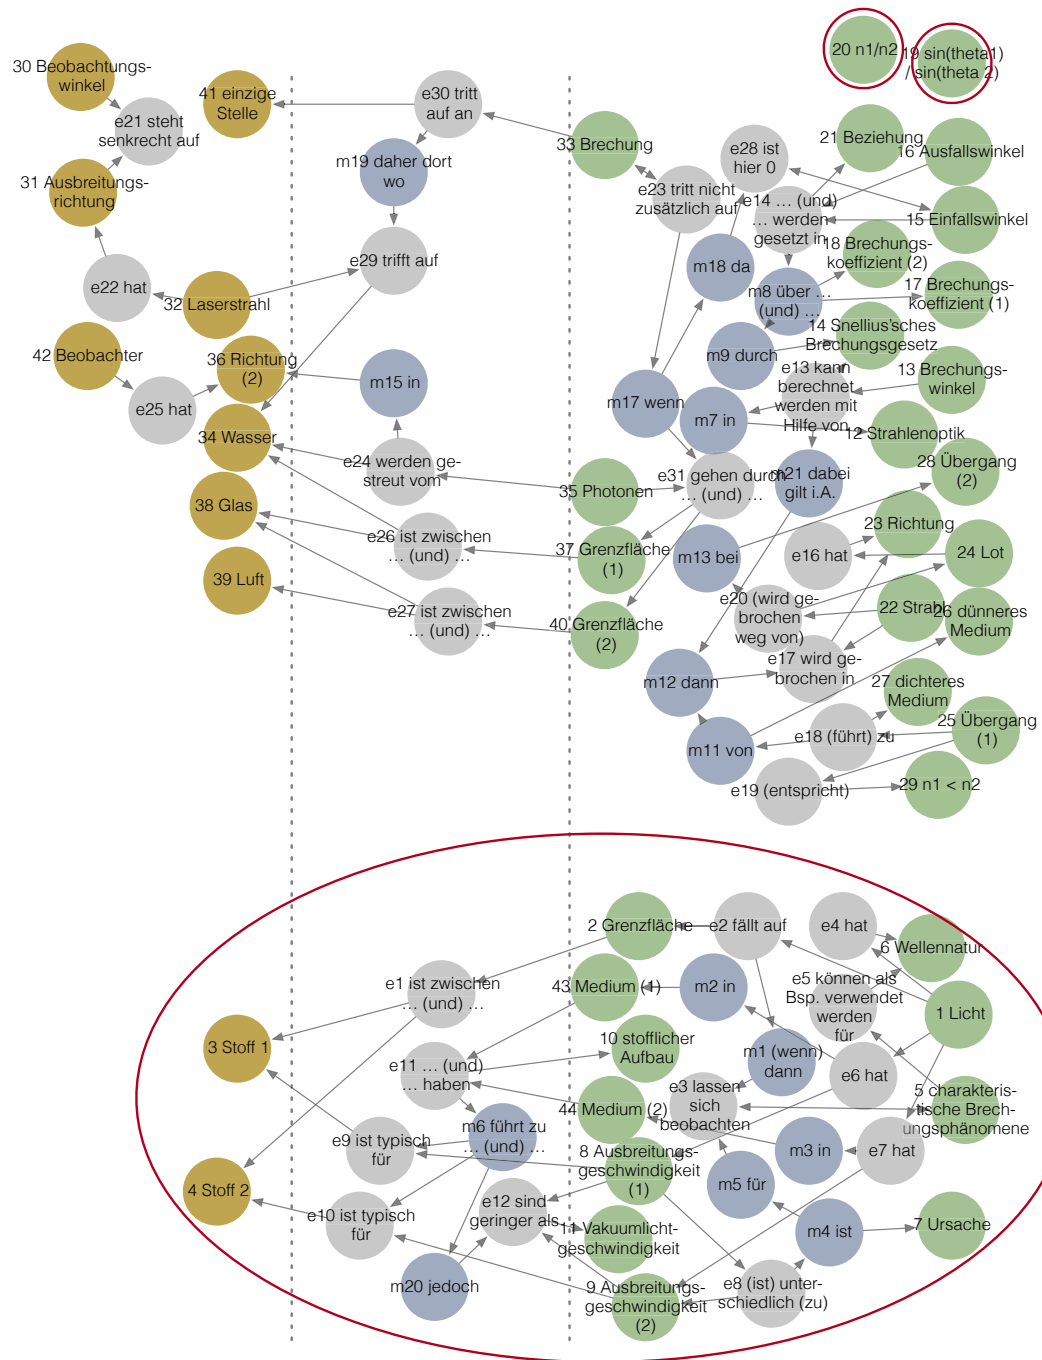 20 n1/n2
19 sin(theta1)
/ sin(theta 2)
30 Beobachtungs-
winkel
41 einzige
Stelle
e30 tritt
auf an
e21 steht
senkrecht auf
33 Brechung
m19 daher dort
wo
e28 ist
hier 0
21 Beziehung
16 Ausfallswinkel
31 Ausbreitungs-
richtung
e23 tritt nicht
zusätzlich auf
e14 … (und)
… werden
gesetzt in
15 Einfallswinkel
e29 trifft auf
18 Brechungs-
koeffizient (2)
m18 da
e22 hat
32 Laserstrahl
m8 über …
(und) …
17 Brechungs-
koeffizient (1)
14 Snellius'sches
Brechungsgesetz
42 Beobachter
36 Richtung
(2)
m9 durch
m15 in
e13 kann
berechnet
werden mit
Hilfe von
13 Brechungs-
winkel
e25 hat
m17 wenn
m7 in
34 Wasser
12 Strahlenoptik
e24 werden ge-
streut vom
e31 gehen durch
… (und) …
m21 dabei
gilt i.A.
28 Übergang
(2)
38 Glas
35 Photonen
23 Richtung
e26 ist zwischen
… (und) …
37 Grenzfläche
(1)
m13 bei
e16 hat
24 Lot
39 Luft
e27 ist zwischen
… (und) …
40 Grenzfläche
(2)
e20 (wird ge-
brochen
weg von)
22 Strahl
26 dünneres
Medium
e17 wird ge-
brochen in
m12 dann
27 dichteres
Medium
m11 von
e18 (führt) zu
25 Übergang
(1)
e19 (entspricht)
29 n1 < n2
2 Grenzfläche
e2 fällt auf
e4 hat
6 Wellennatur
e1 ist zwischen
… (und) …
43 Medium (1)
m2 in
e5 können als
Bsp. verwendet
werden
für
1 Licht
3 Stoff 1
10 stofflicher
Aufbau
m1 (wenn)
dann
e11 … (und)
… haben
e6 hat
e3 lassen
sich
beobachten
5 charakteris-
tische Brech-
ungsphänomene
44 Medium (2)
m6 führt zu
… (und) …
e9 ist typisch
für
8 Ausbreitungs-
geschwindigkeit
(1)
m3 in
e7 hat
4 Stoff 2
m5 für
e10 ist typisch
für
e12 sind
geringer als
11 Vakuumlicht-
geschwindigkeit
m4 ist
7 Ursache
m20 jedoch
9 Ausbreitungs-
geschwindigkeit
(2)
e8 (ist) unter-
schiedlich (zu)